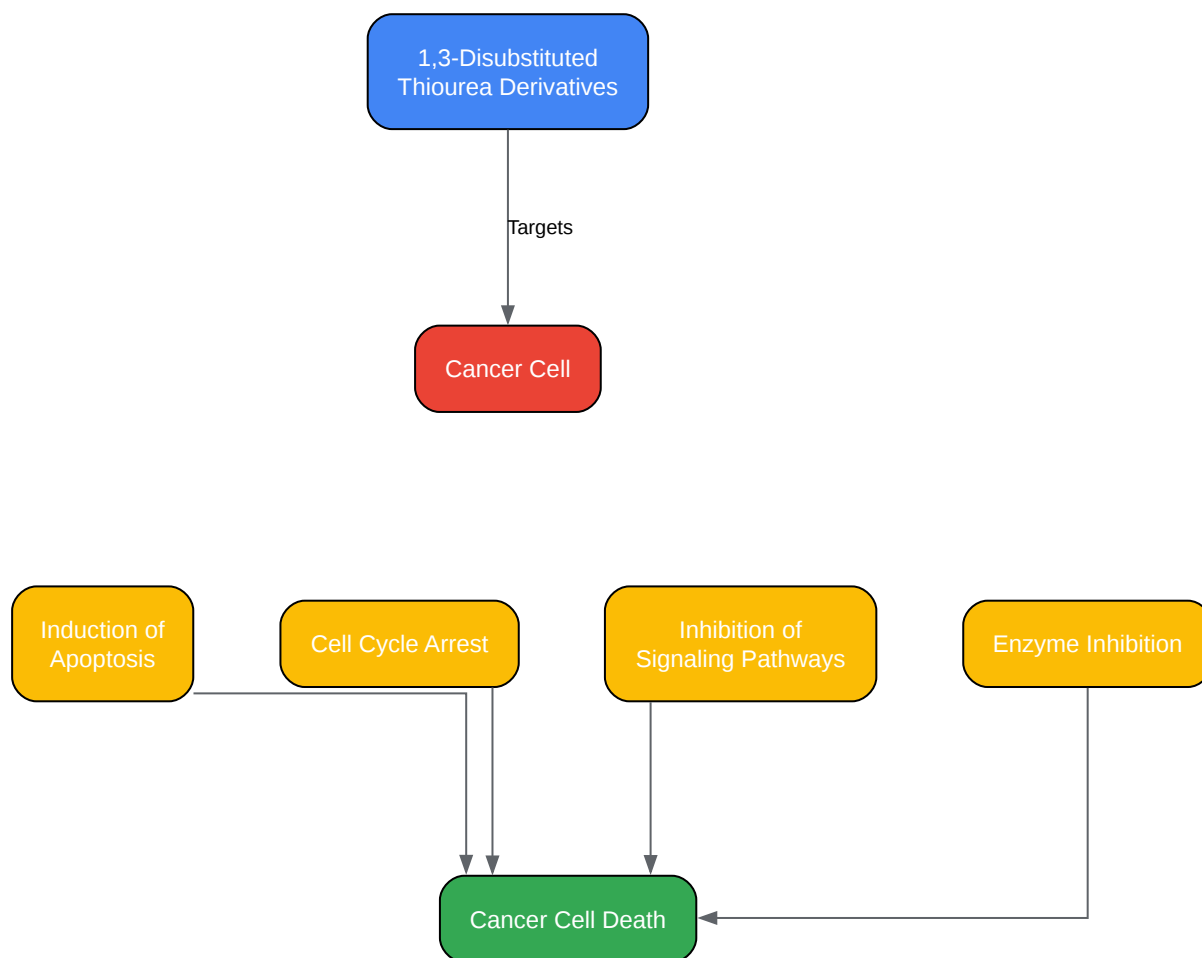 1,3-Disubstituted
Thiourea Derivatives
Targets
Cancer Cell
Induction of
Apoptosis
Cell Cycle Arrest
Inhibition of
Signaling Pathways
Enzyme Inhibition
Cancer Cell Death